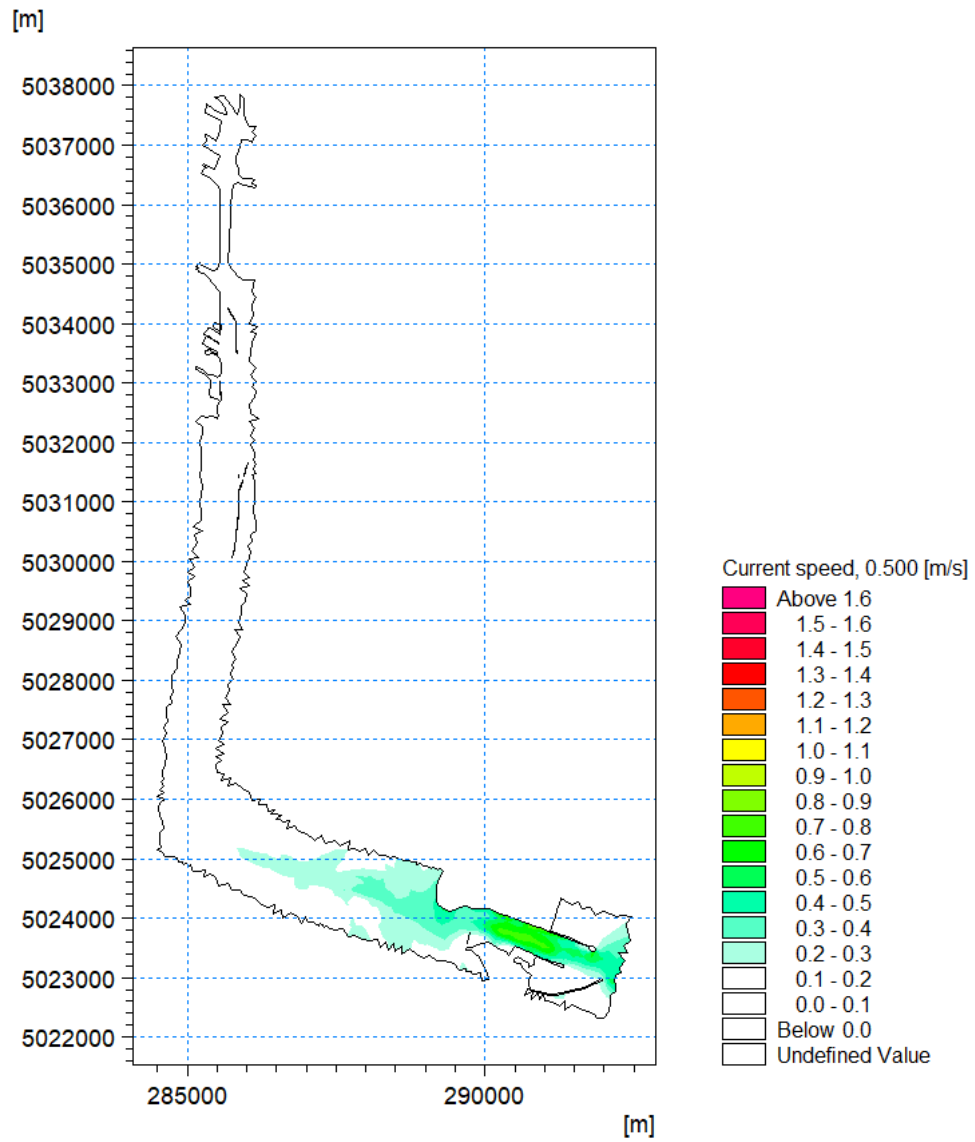 [m]
5038000
5037000
5036000
5035000
5034000
5033000
5032000
5031000
5030000
5029000
5028000
5027000
5026000
5025000
5024000
5023000
5022000
285000
290000
[m]
Current speed, 0.500 [m/s]
Above 1.6
1.5 - 1.6
1.4 - 1.5
1.3 - 1.4
1.2 - 1.3
1.1 - 1.2
1.0 - 1.1
0.9 - 1.0
0.8 - 0.9
0.7 - 0.8
0.6 - 0.7
0.5 - 0.6
0.4 - 0.5
0.3 - 0.4
0.2 - 0.3
0.1 - 0.2
0.0 - 0.1
Below 0.0
Undefined Value